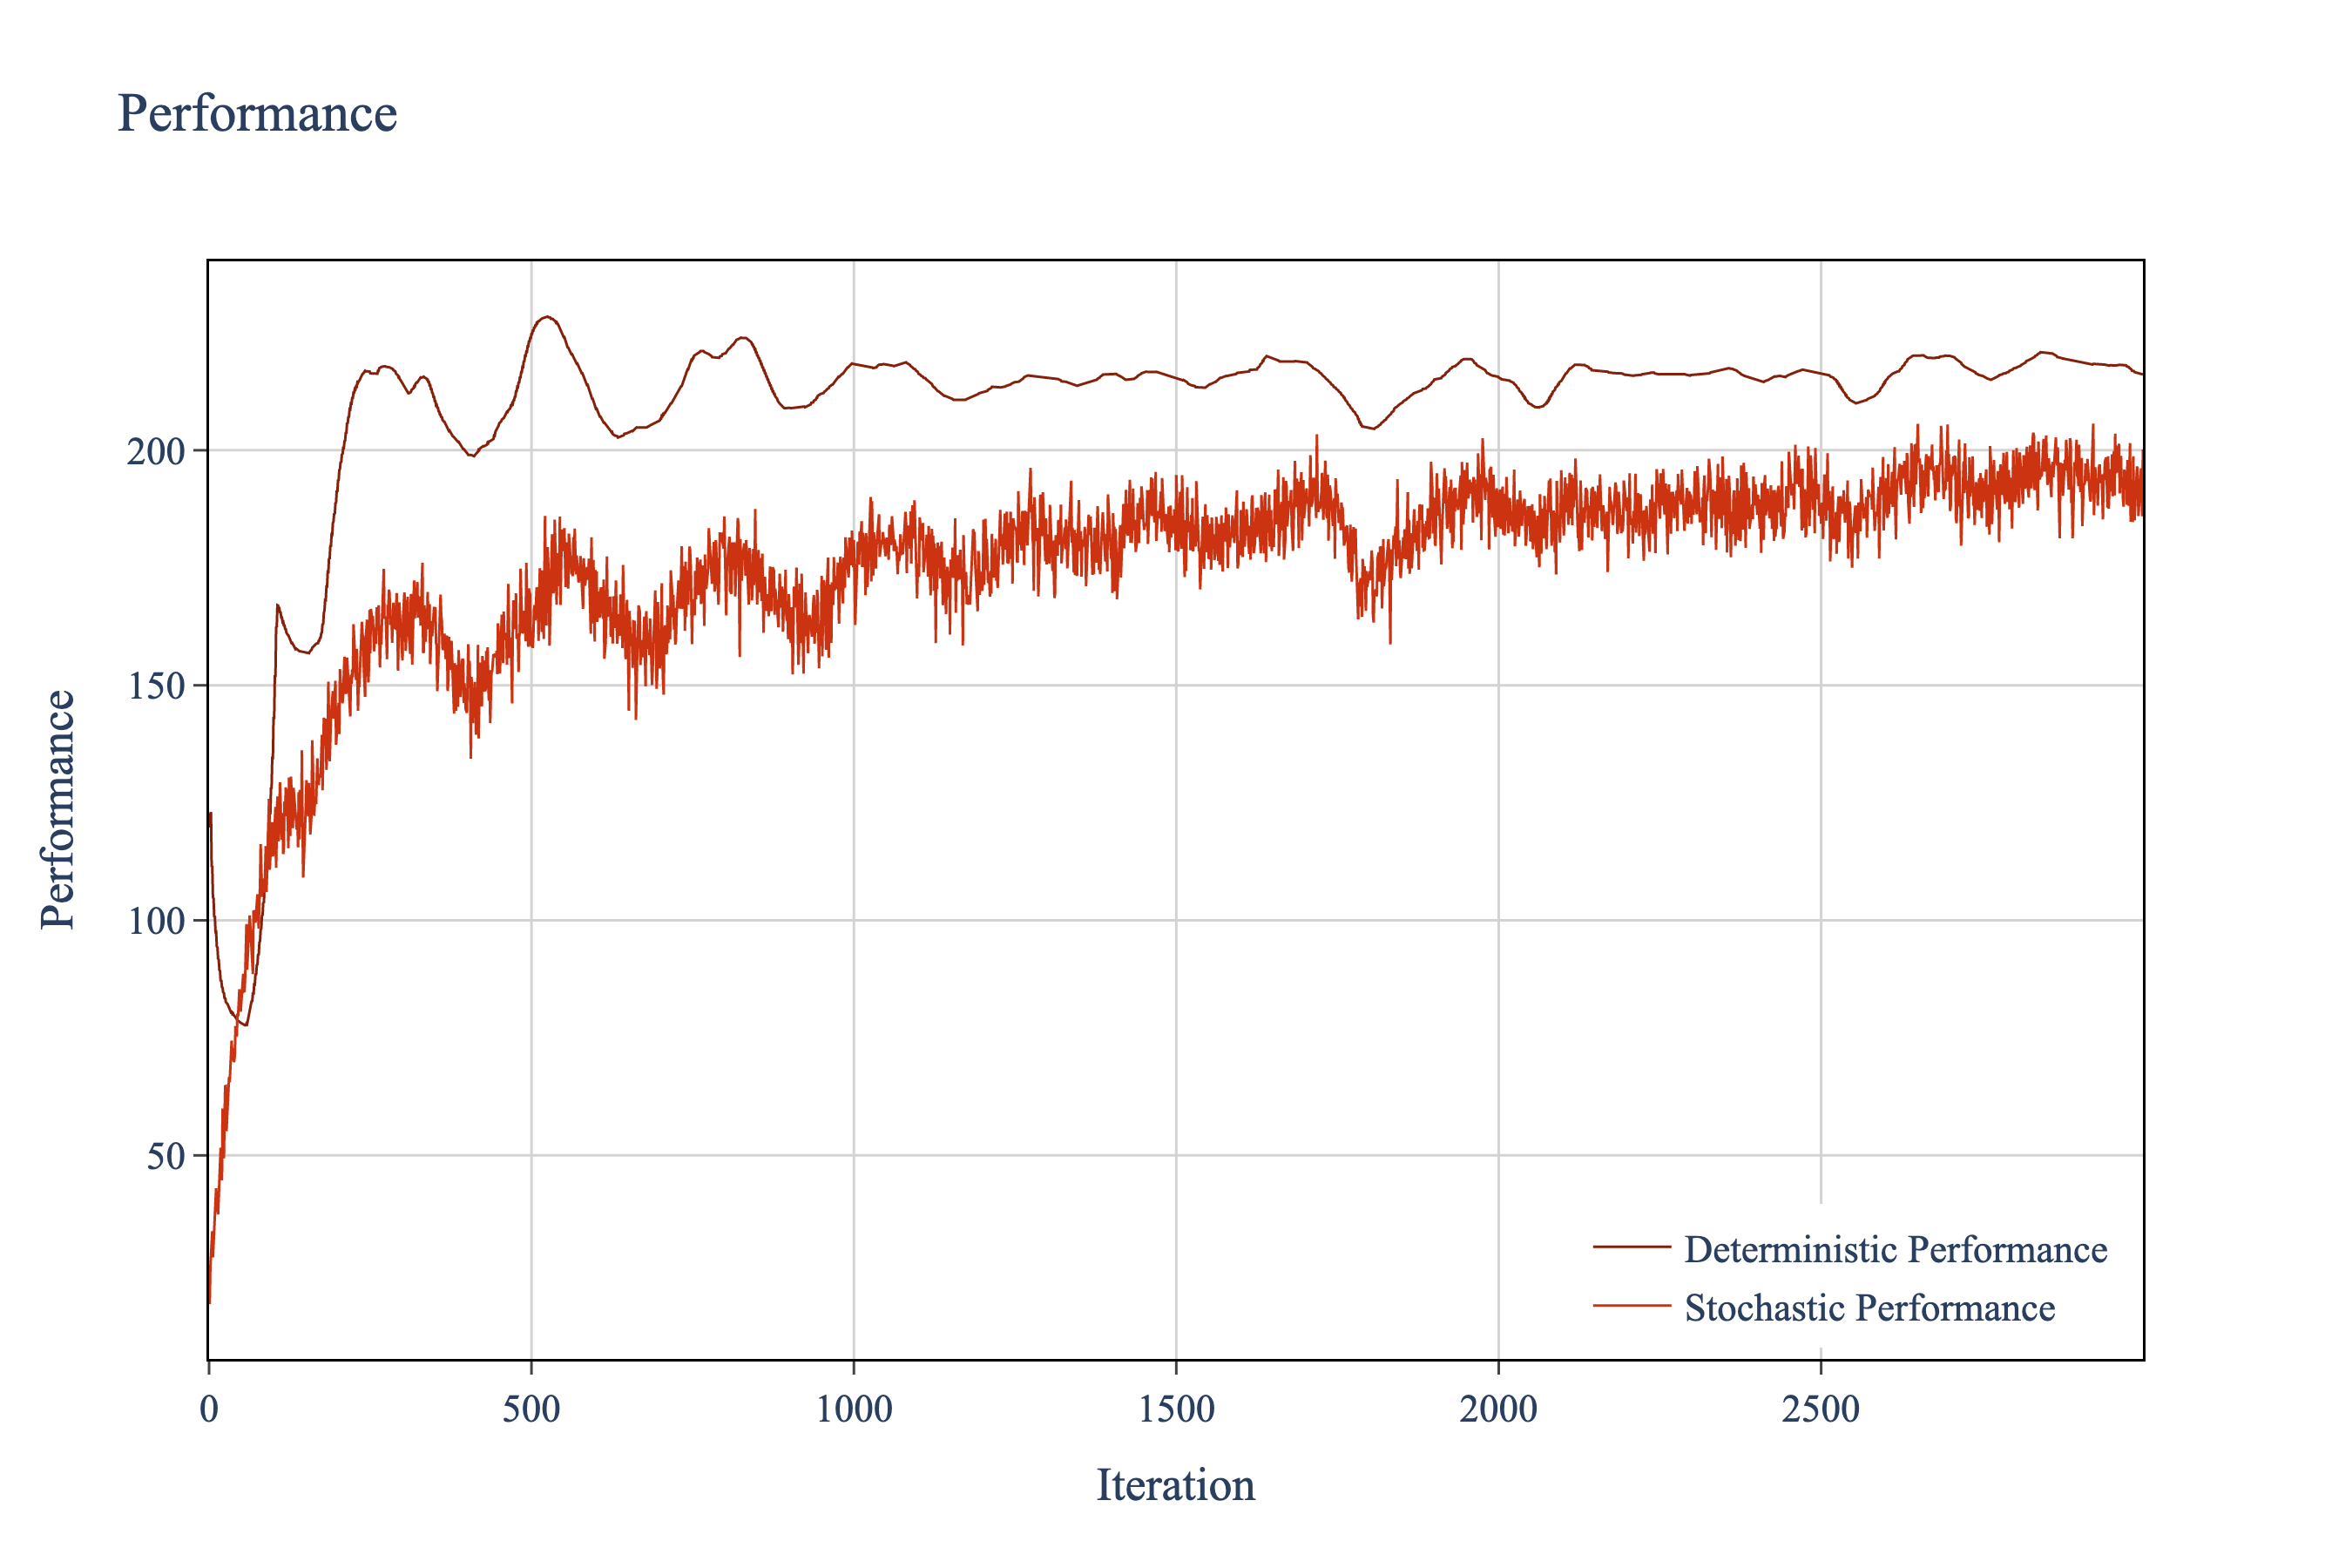 Performance
200
150
100
50
Performance
0 500 1000 1500 2000 2500
Iteration
Deterministic Performance
Stochastic Performance